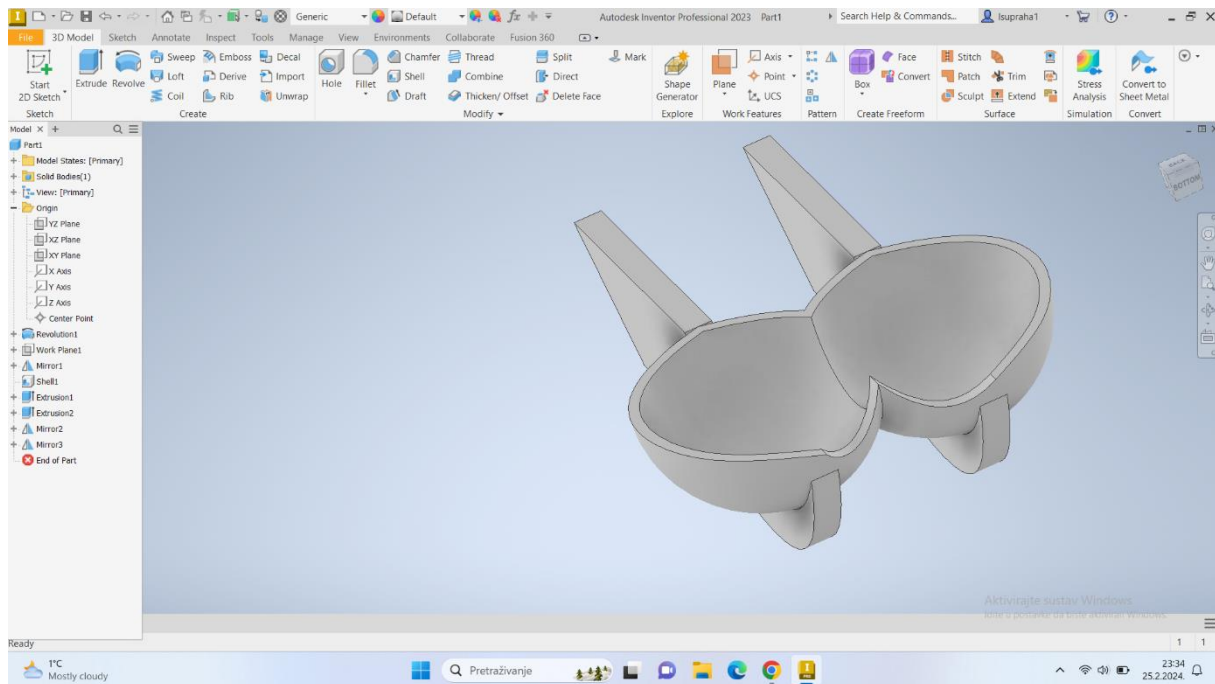 I PRO Generic Default Autodesk Inventor Professional 2023 Part1 Search Help & Commands... lsupraha1
File 3D Model Sketch Annotate Inspect Tools Manage View Environments Collaborate Fusion 360
Start 2D Sketch Extrude Revolve Sweep Emboss Decal Hole Fillet Chamfer Thread Split Mark Shape Generator Plane Axis Box Face Stitch Stress Analysis Convert to Sheet Metal
Loft Derive Import Shell Combine Direct Point Convert Patch Trim
Coil Rib Unwrap Draft Thicken/ Offset Delete Face UCS Sculpt Extend
Sketch Create Modify Explore Work Features Pattern Create Freeform Surface Simulation Convert
Model
Part1
Model States: [Primary]
Solid Bodies(1)
View: [Primary]
Origin
YZ Plane
XZ Plane
XY Plane
X Axis
Y Axis
Z Axis
Center Point
Revolution1
Work Plane1
Mirror1
Shell1
Extrusion1
Extrusion2
Mirror2
Mirror3
End of Part
BACK
BOTTOM
Aktivirajte sustav Windows
Ready
1 1
1°C
Mostly cloudy
Pretraživanje
23:34
25.2.2024.